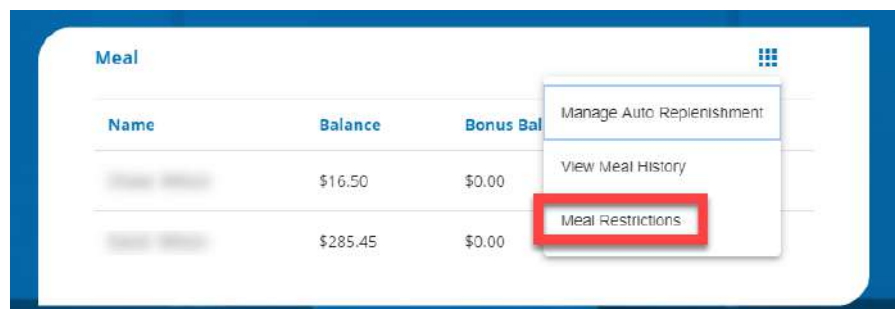 Meal
Name Balance Bonus Bal
$16.50 $0.00
$285.45 $0.00
Manage Auto Replenishment
View Meal History
Meal Restrictions